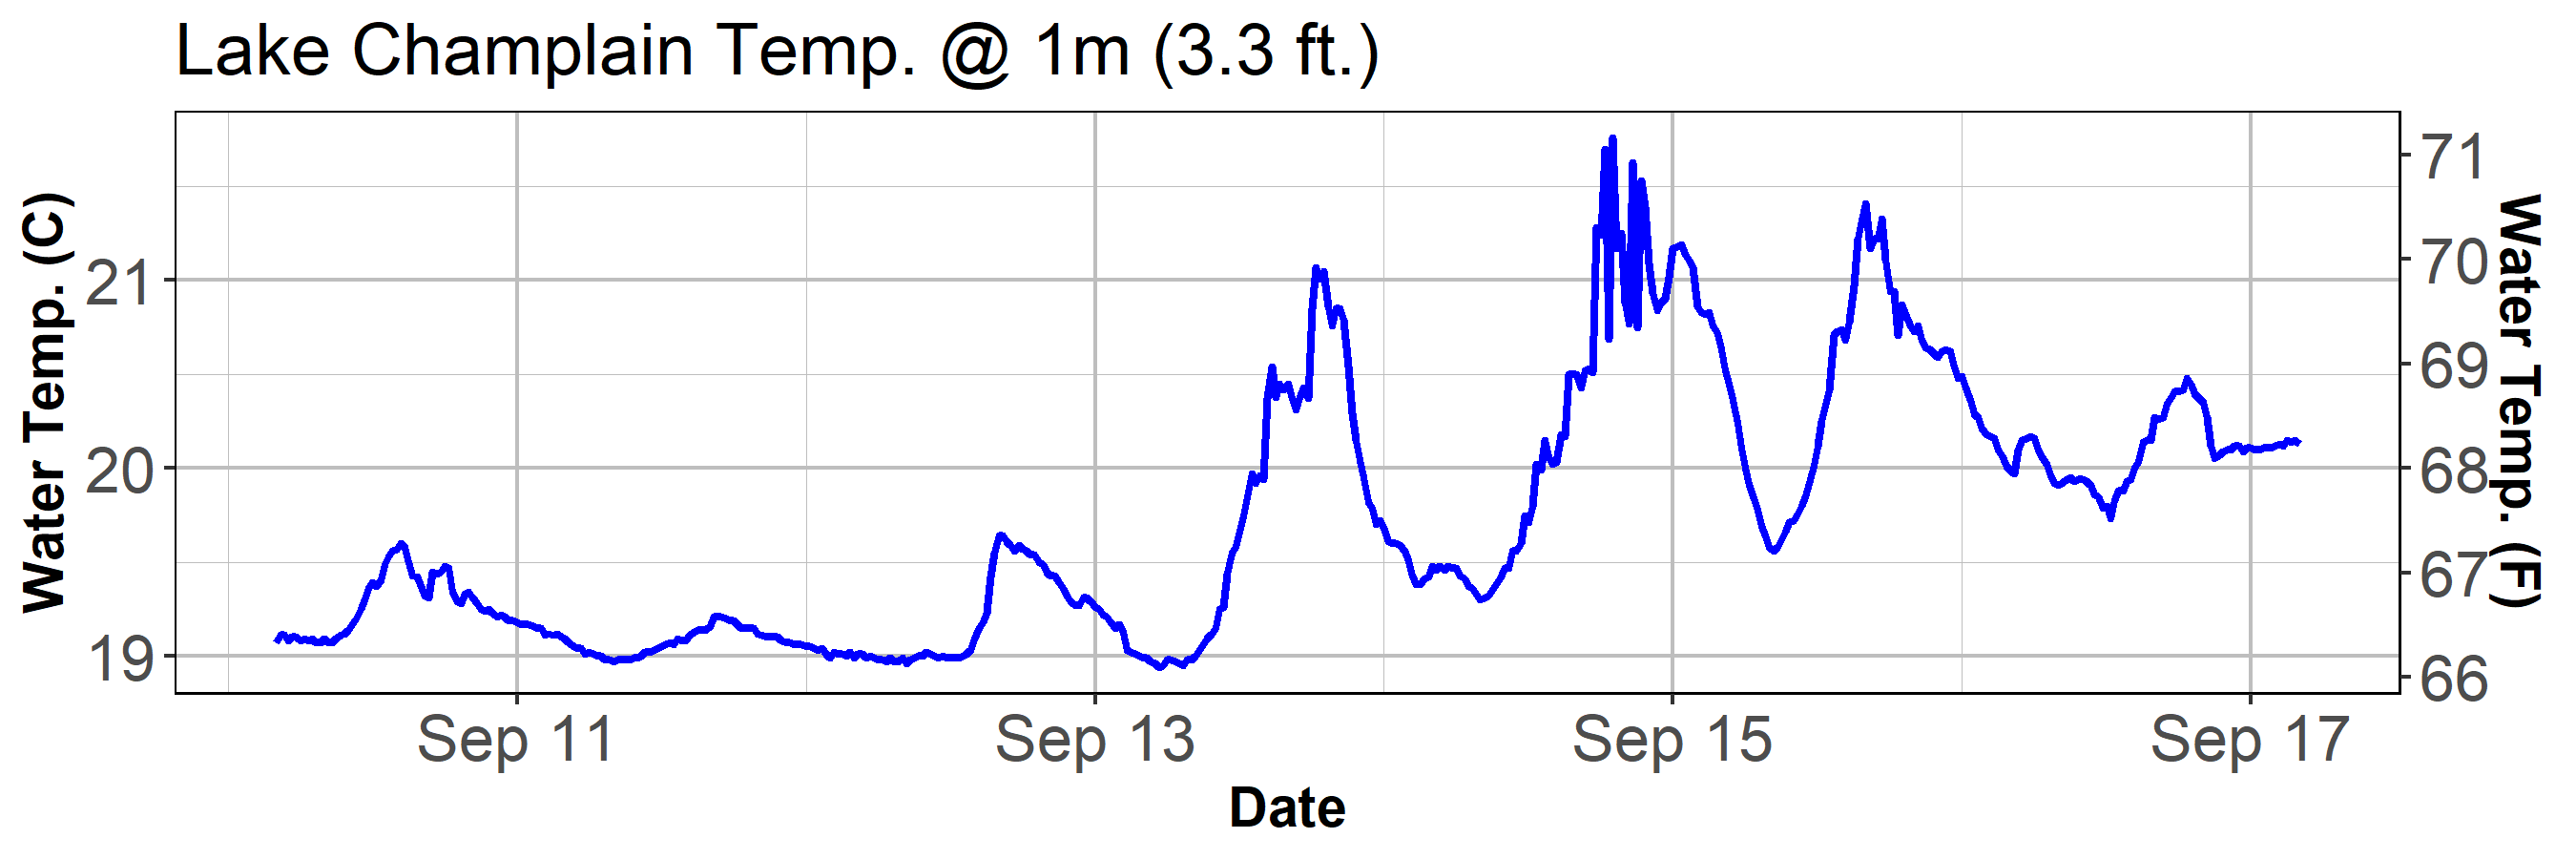 Lake Champlain Temp. @ 1m (3.3 ft.)
Water Temp. (C)
21
20
19
71
70
69
68
67
66
Water Temp. (F)
Sep 11
Sep 13
Sep 15
Sep 17
Date